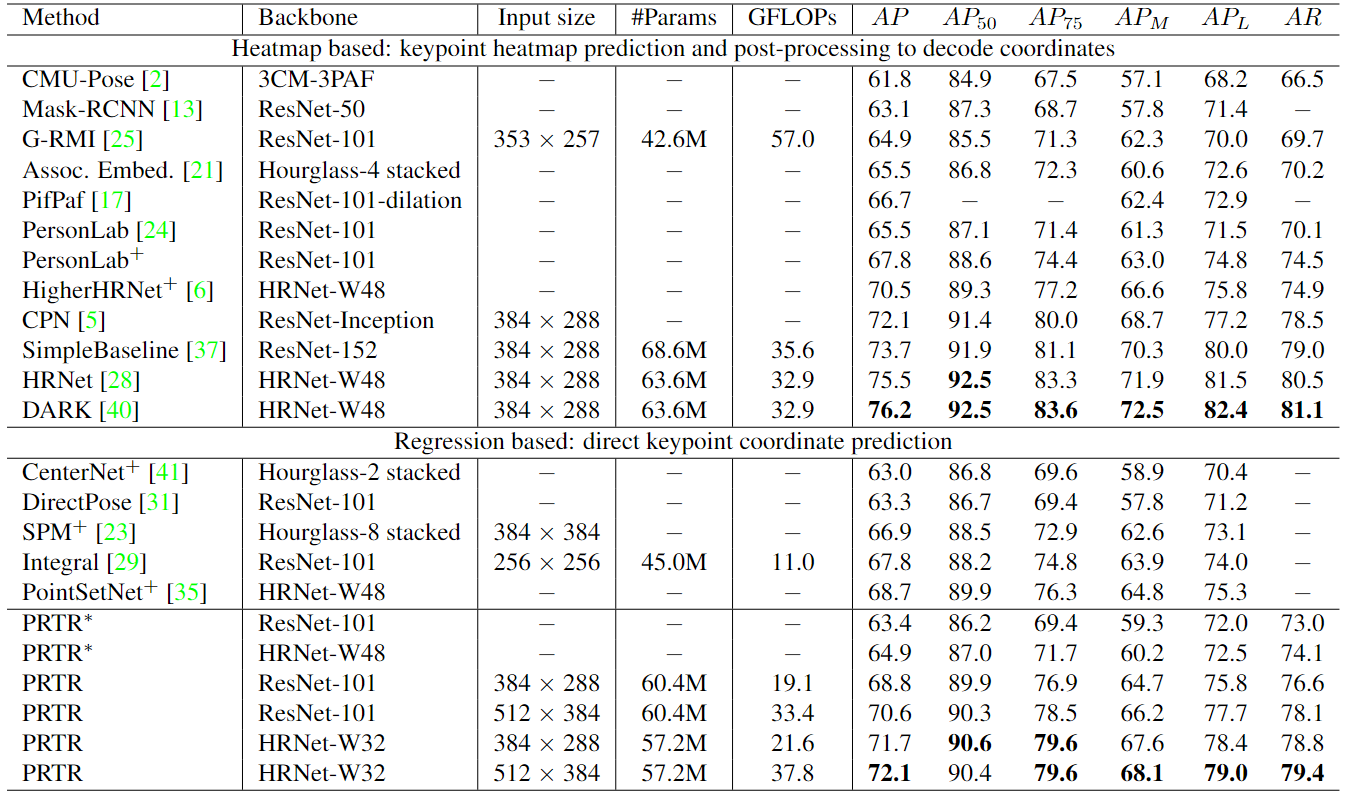 Method Backbone Input size #Params GFLOPs AP AP50 AP75 APM APL AR
Heatmap based: keypoint heatmap prediction and post-processing to decode coordinates
CMU-Pose [2] 3CM-3PAF − − − 61.8 84.9 67.5 57.1 68.2 66.5
Mask-RCNN [13] ResNet-50 − − − 63.1 87.3 68.7 57.8 71.4 −
G-RMI [25] ResNet-101 353 × 257 42.6M 57.0 64.9 85.5 71.3 62.3 70.0 69.7
Assoc. Embed. [21] Hourglass-4 stacked − − − 65.5 86.8 72.3 60.6 72.6 70.2
PifPaf [17] ResNet-101-dilation − − − 66.7 − − 62.4 72.9 −
PersonLab [24] ResNet-101 − − − 65.5 87.1 71.4 61.3 71.5 70.1
PersonLab+ ResNet-101 − − − 67.8 88.6 74.4 63.0 74.8 74.5
HigherHRNet+ [6] HRNet-W48 − − − 70.5 89.3 77.2 66.6 75.8 74.9
CPN [5] ResNet-Inception 384 × 288 − − 72.1 91.4 80.0 68.7 77.2 78.5
SimpleBaseline [37] ResNet-152 384 × 288 68.6M 35.6 73.7 91.9 81.1 70.3 80.0 79.0
HRNet [28] HRNet-W48 384 × 288 63.6M 32.9 75.5 92.5 83.3 71.9 81.5 80.5
DARK [40] HRNet-W48 384 × 288 63.6M 32.9 76.2 92.5 83.6 72.5 82.4 81.1
Regression based: direct keypoint coordinate prediction
CenterNet+ [41] Hourglass-2 stacked − − − 63.0 86.8 69.6 58.9 70.4 −
DirectPose [31] ResNet-101 − − − 63.3 86.7 69.4 57.8 71.2 −
SPM+ [23] Hourglass-8 stacked 384 × 384 − − 66.9 88.5 72.9 62.6 73.1 −
Integral [29] ResNet-101 256 × 256 45.0M 11.0 67.8 88.2 74.8 63.9 74.0 −
PointSetNet+ [35] HRNet-W48 − − − 68.7 89.9 76.3 64.8 75.3 −
PRTR* ResNet-101 − − − 63.4 86.2 69.4 59.3 72.0 73.0
PRTR* HRNet-W48 − − − 64.9 87.0 71.7 60.2 72.5 74.1
PRTR ResNet-101 384 × 288 60.4M 19.1 68.8 89.9 76.9 64.7 75.8 76.6
PRTR ResNet-101 512 × 384 60.4M 33.4 70.6 90.3 78.5 66.2 77.7 78.1
PRTR HRNet-W32 384 × 288 57.2M 21.6 71.7 90.6 79.6 67.6 78.4 78.8
PRTR HRNet-W32 512 × 384 57.2M 37.8 72.1 90.4 79.6 68.1 79.0 79.4